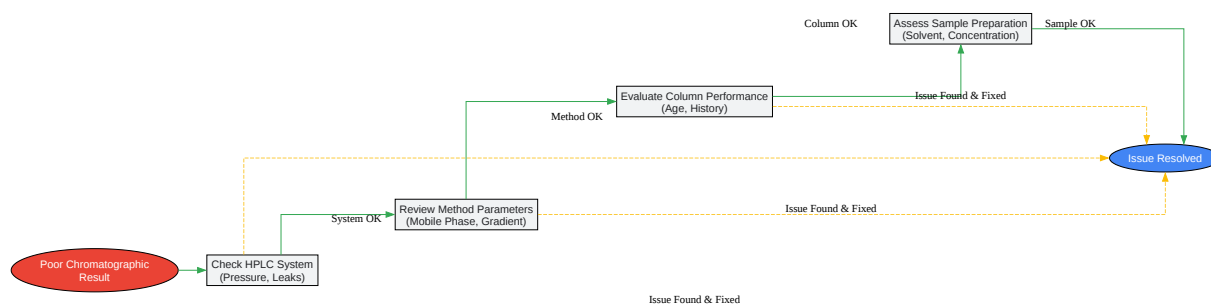 Column OK
Assess Sample Preparation
(Solvent, Concentration)
Sample OK
Evaluate Column Performance
(Age, History)
Issue Found & Fixed
Method OK
Issue Resolved
Review Method Parameters
(Mobile Phase, Gradient)
Issue Found & Fixed
System OK
Poor Chromatographic
Result
Check HPLC System
(Pressure, Leaks)
Issue Found & Fixed